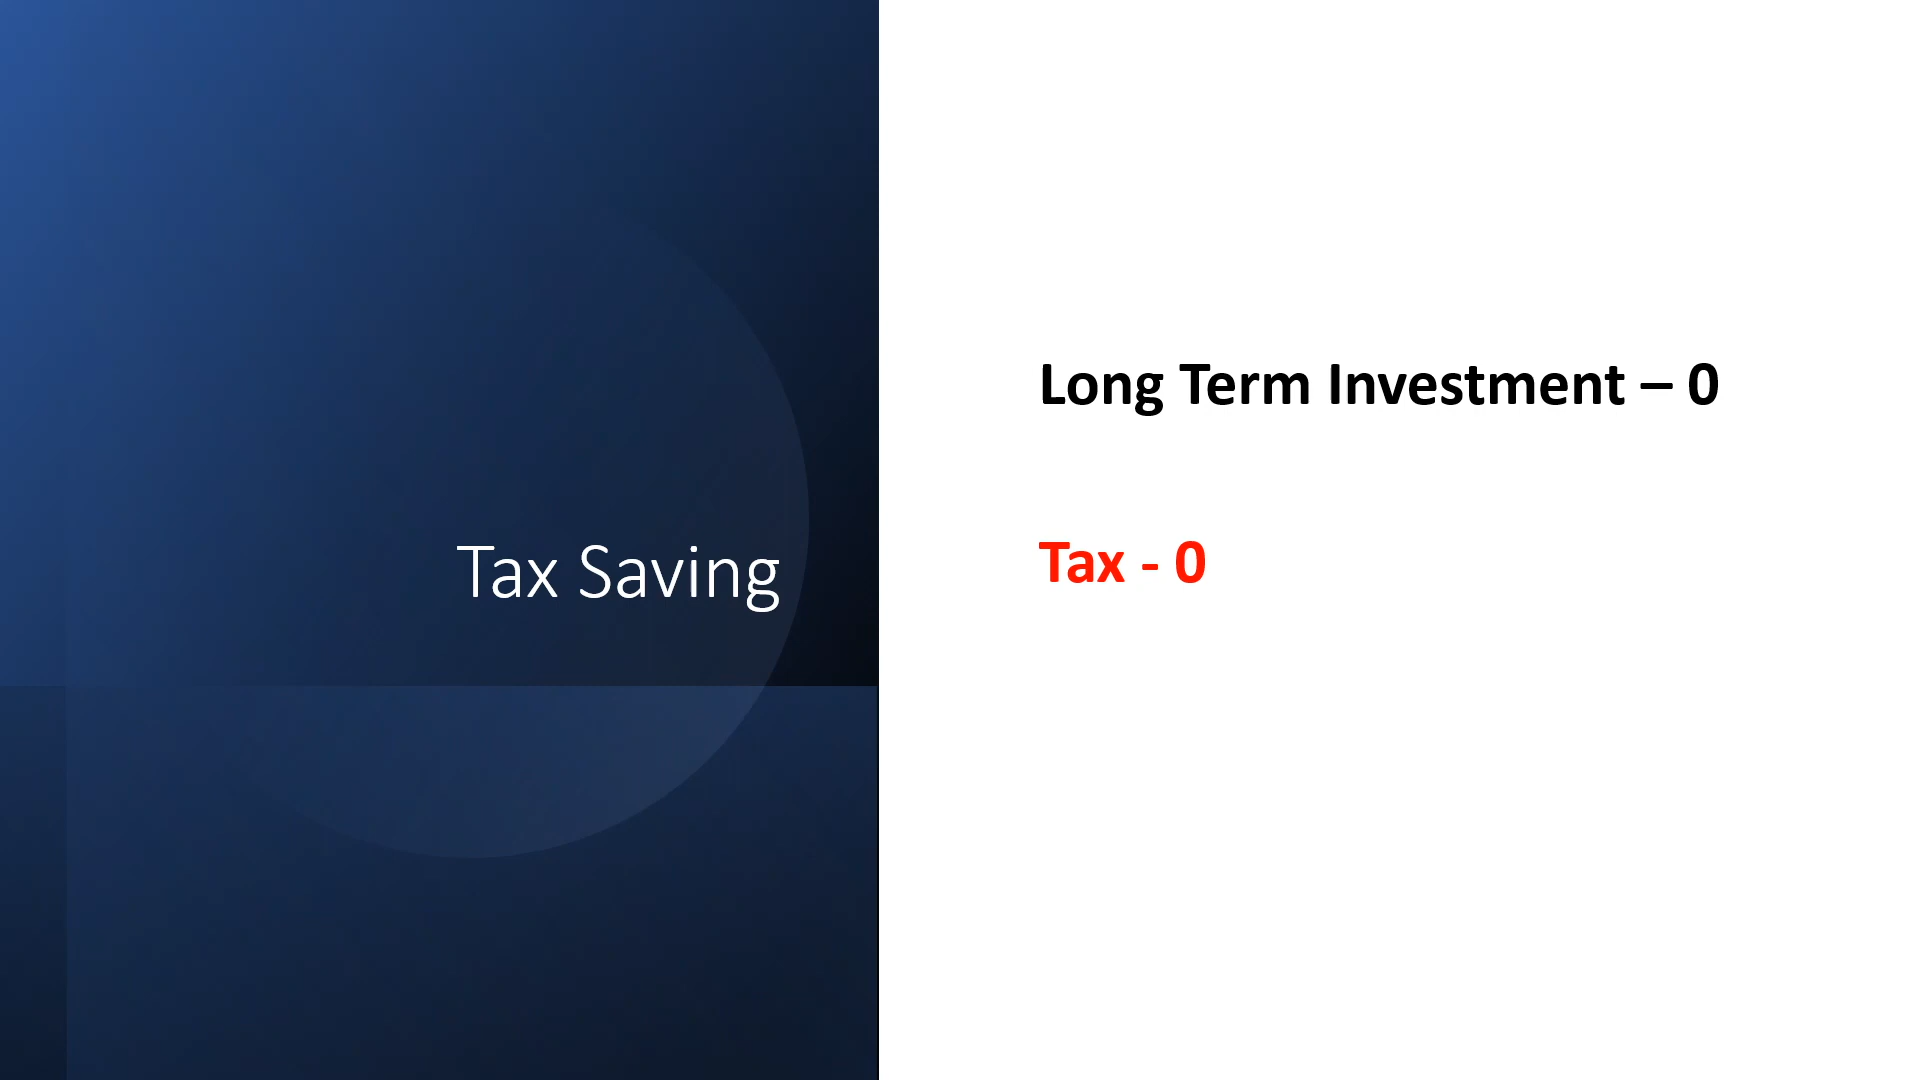 Tax Saving
Long Term Investment – 0
Tax - 0